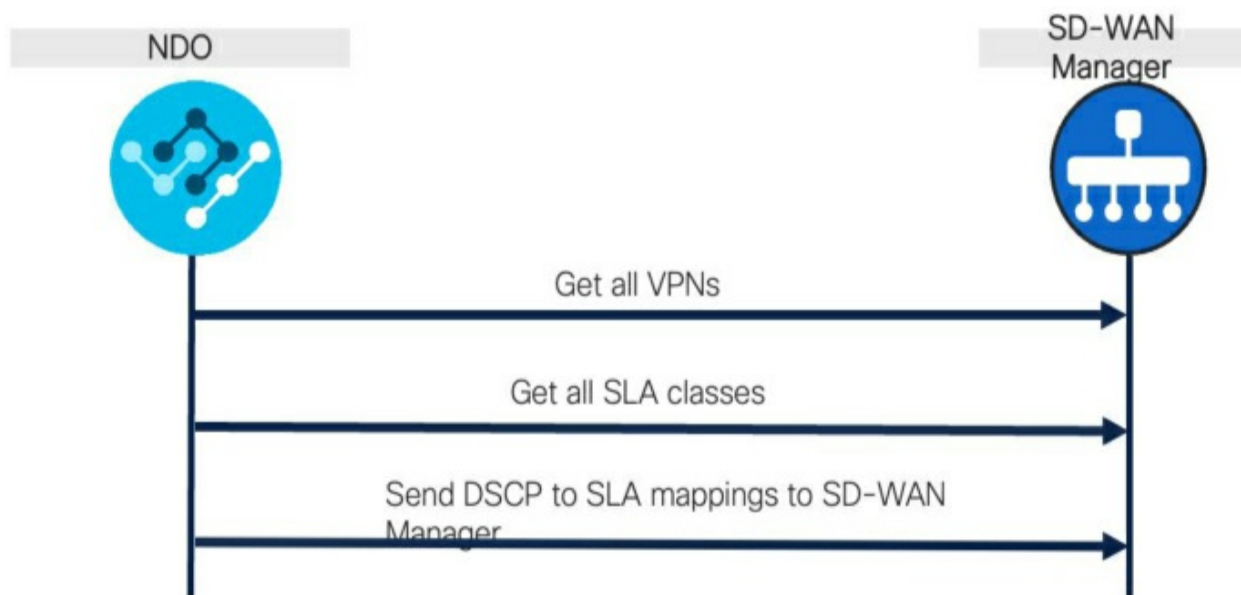 NDO
SD-WAN
Manager
Get all VPNs
Get all SLA classes
Send DSCP to SLA mappings to SD-WAN
Manager